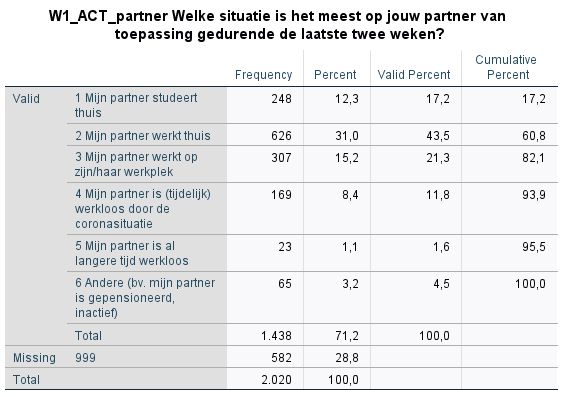 W1_ACT_partner Welke situatie is het meest op jouw partner van
toepassing gedurende de laatste twee weken?
Frequency Percent Valid Percent Cumulative
Percent
Valid 1 Mijn partner studeert 248 12,3 17,2 17,2
thuis
2 Mijn partner werkt thuis 626 31,0 43,5 60,8
3 Mijn partner werkt op 307 15,2 21,3 82,1
zijn/haar werkplek
4 Mijn partner is (tijdelijk) 169 8,4 11,8 93,9
werkloos door de
coronasituatie
5 Mijn partner is al 23 1,1 1,6 95,5
langere tijd werkloos
6 Andere (bv. mijn partner 65 3,2 4,5 100,0
is gepensioneerd,
inactief)
Total 1.438 71,2 100,0
Missing 999 582 28,8
Total 2.020 100,0